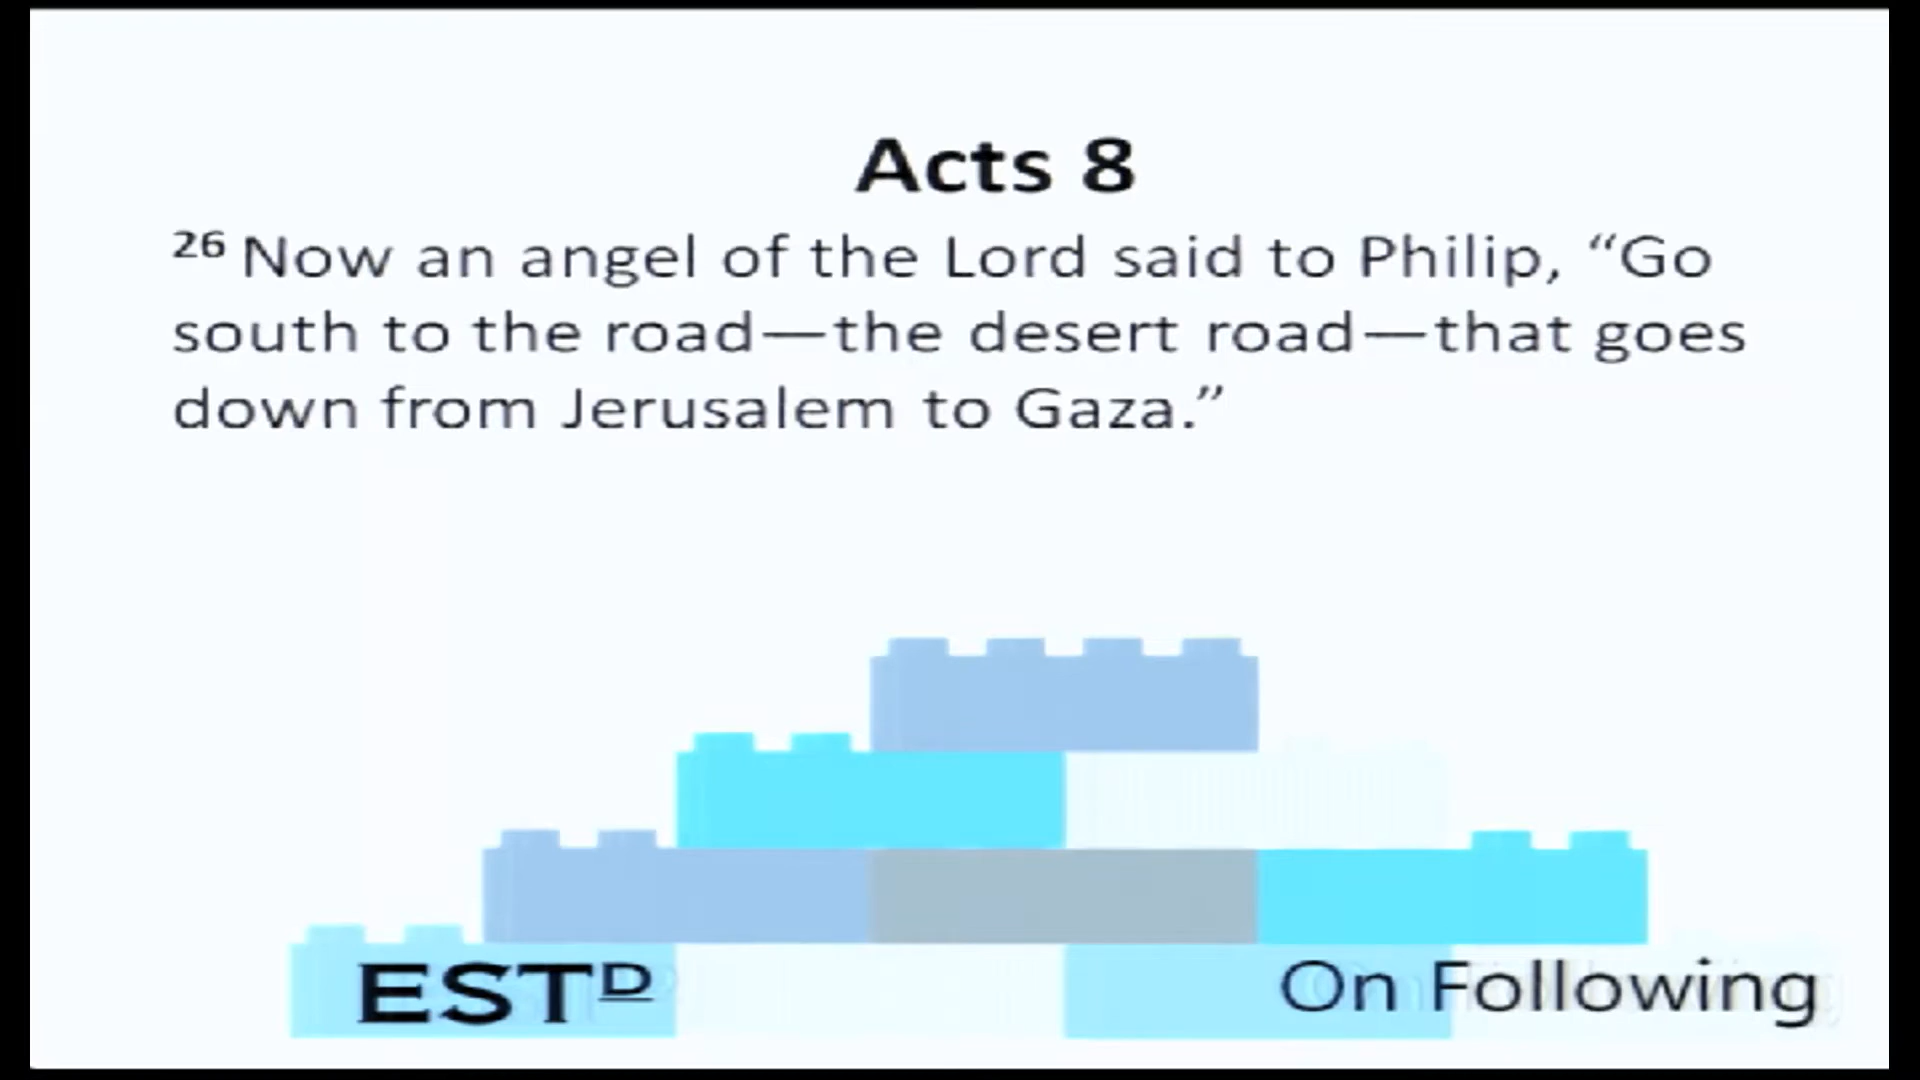 Acts 8
26 Now an angel of the Lord said to Philip, “Go
south to the road—the desert road—that goes
down from Jerusalem to Gaza.”
ESTD
On Following